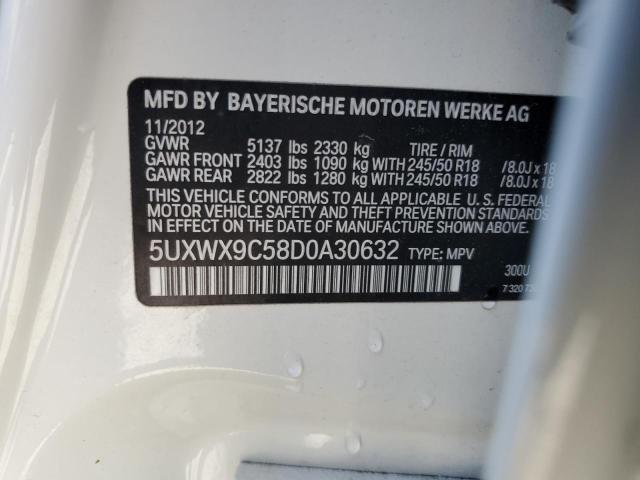 MFD BY BAYERISCHE MOTOREN WERKE AG
11/2012
GVWR 5137 lbs 2330 kg TIRE / RIM
GAWR FRONT 2403 lbs 1090 kg WITH 245/50 R18 /8.0J x 18
GAWR REAR 2822 lbs 1280 kg WITH 245/50 R18 /8.0J x 18
THIS VEHICLE CONFORMS TO ALL APPLICABLE U. S. FEDERAL
MOTOR VEHICLE SAFETY AND THEFT PREVENTION STANDARDS
IN EFFECT ON THE DATE OF MANUFACTURE SHOWN ABOVE.
5UXWX9C58D0A30632 TYPE: MPV
300U
7 320